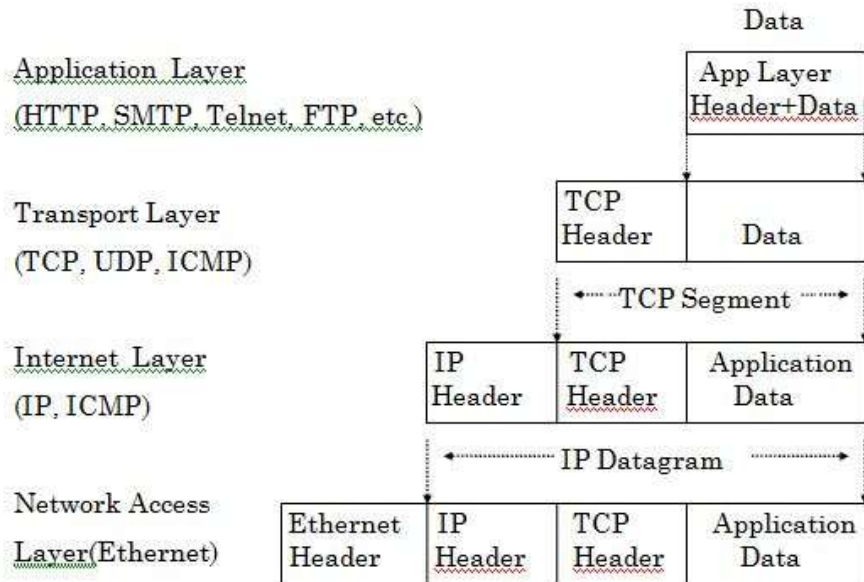 Data
Application Layer
(HTTP, SMTP, Telnet, FTP, etc.)
App Layer
Header+Data
Transport Layer
(TCP, UDP, ICMP)
TCP
Header
Data
TCP Segment
Internet Layer
(IP, ICMP)
IP
Header
TCP
Header
Application
Data
IP Datagram
Network Access
Layer(Ethernet)
Ethernet
Header
IP
Header
TCP
Header
Application
Data